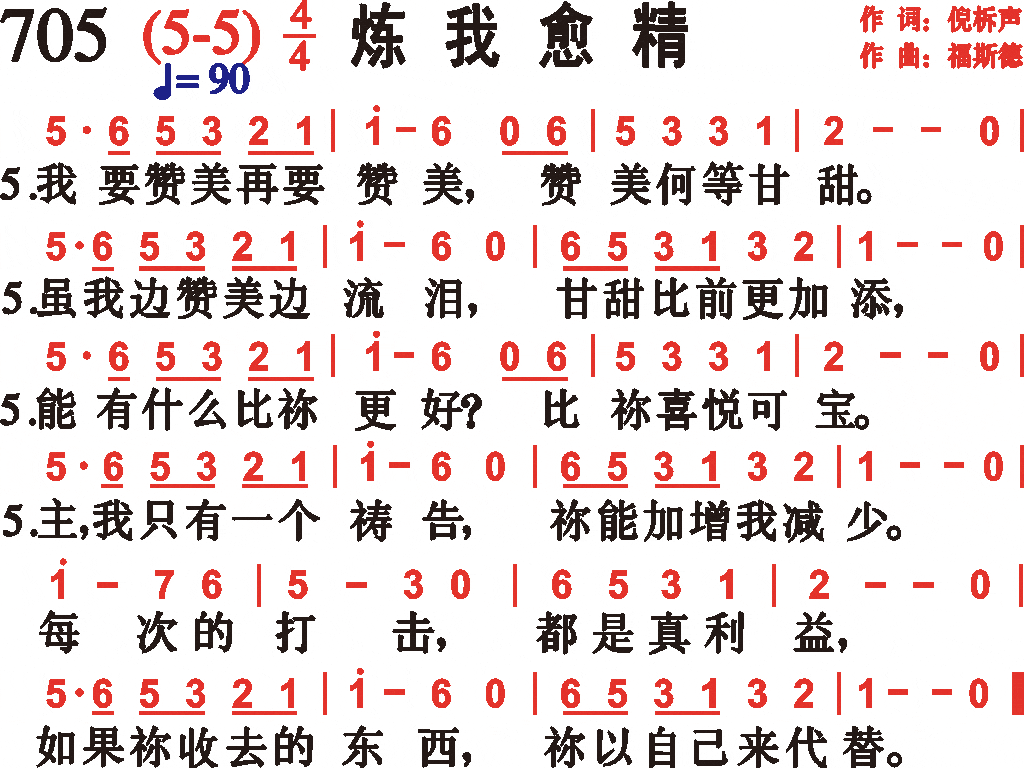 705 (5-5) 4/4 炼我愈精 作 词：倪柝声
♩= 90 作 曲：福斯德
5 · 6 5 3 2 1 | i – 6 0 6 | 5 3 3 1 | 2 – – 0 |
5.我 要赞美再要 赞 美， 赞 美何等甘 甜。
5 · 6 5 3 2 1 | i – 6 0 | 6 5 3 1 3 2 | 1 – – 0 |
5.虽我边赞美边 流 泪， 甘甜比前更加 添，
5 · 6 5 3 2 1 | i – 6 0 6 | 5 3 3 1 | 2 – – 0 |
5.能 有什么比祢 更 好？ 比 祢喜悦可 宝。
5 · 6 5 3 2 1 | i – 6 0 | 6 5 3 1 3 2 | 1 – – 0 |
5.主，我只有一个 祷 告， 祢能加增我减 少。
i – 7 6 | 5 – 3 0 | 6 5 3 1 | 2 – – 0 |
每 次的 打 击， 都是真利 益，
5 · 6 5 3 2 1 | i – 6 0 | 6 5 3 1 3 2 | 1 – – 0
如果祢收去的 东 西， 祢以自己来代 替。